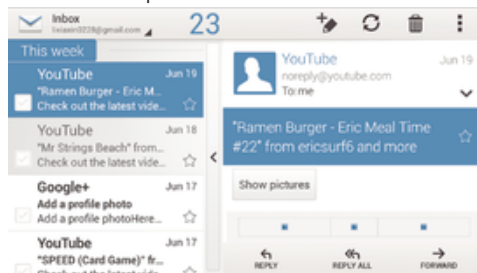 Inbox
23
This week
YouTube Jun 19
"Ramen Burger - Eric M...
Check out the latest vide...
YouTube Jun 18
"Mr Strings Beach" from...
Check out the latest vide...
Google+ Jun 17
Add a profile photo
Add a profile photoHere...
YouTube Jun 17
"SPEED (Card Game)" fr...
YouTube Jun 19
noreply@youtube.com
To: me
"Ramen Burger - Eric Meal Time
#22" from ericsurf6 and more
Show pictures
REPLY
REPLY ALL
FORWARD